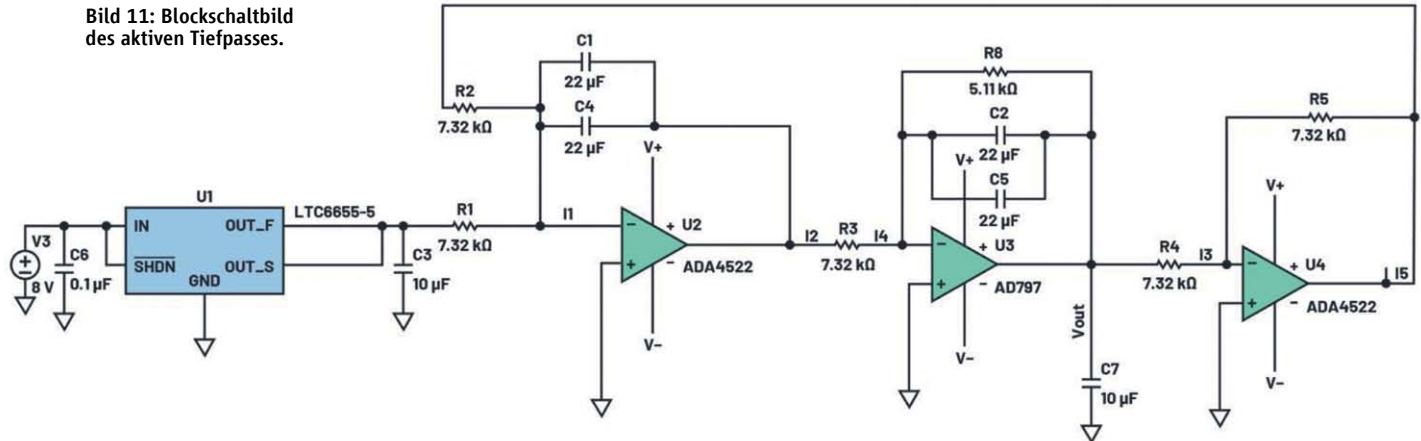 Bild 11: Blockschaltbild
des aktiven Tiefpasses.
C1
22 µF
C4
22 µF
R2
7.32 kΩ
R8
5.11 kΩ
C2
22 µF
C5
22 µF
R5
7.32 kΩ
V+
V+
V+
U1
LTC6655-5
IN
OUT_F
SHDN
OUT_S
GND
V3
8 V
C6
0.1 µF
C3
10 µF
R1
7.32 kΩ
I1
−
+
+
−
U2
ADA4522
V−
I2
R3
7.32 kΩ
I4
−
+
+
−
U3
AD797
V−
Vout
C7
10 µF
R4
7.32 kΩ
I3
−
+
+
−
U4
ADA4522
V−
I5